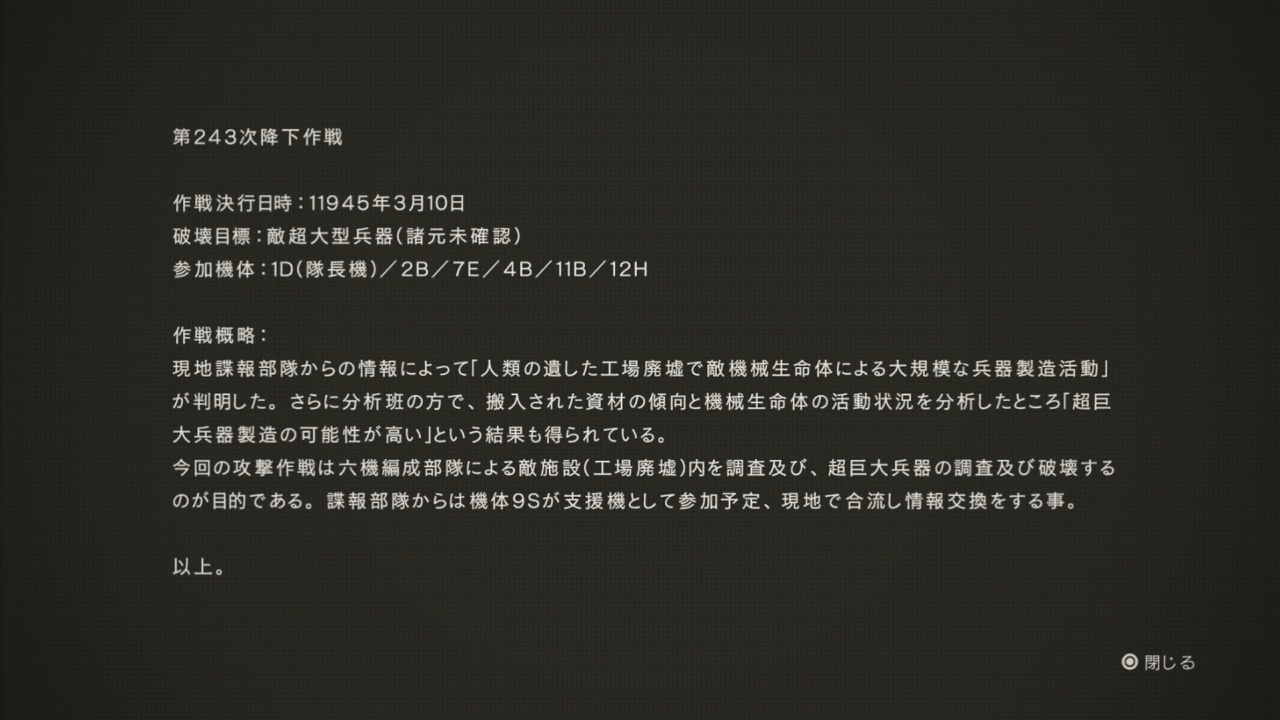 第243次降下作戦
作戦決行日時：11945年3月10日
破壊目標：敵超大型兵器(諸元未確認)
参加機体：1D(隊長機)／2B／7E／4B／11B／12H
作戦概略：
現地諜報部隊からの情報によって「人類の遺した工場廃墟で敵機械生命体による大規模な兵器製造活動」
が判明した。さらに分析班の方で、搬入された資材の傾向と機械生命体の活動状況を分析したところ「超巨
大兵器製造の可能性が高い」という結果も得られている。
今回の攻撃作戦は六機編成部隊による敵施設(工場廃墟)内を調査及び、超巨大兵器の調査及び破壊する
のが目的である。諜報部隊からは機体9Sが支援機として参加予定、現地で合流し情報交換をする事。
以上。
閉じる